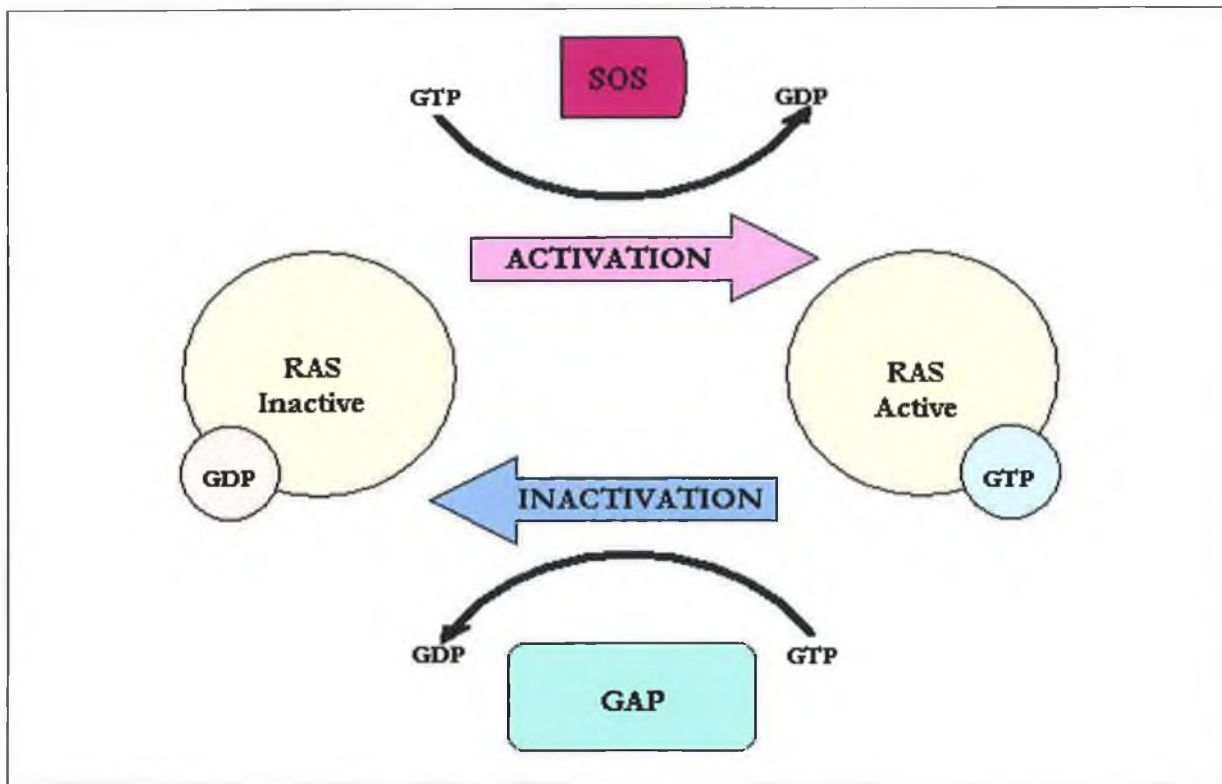 SOS
GTP
GDP
ACTIVATION
RAS
Inactive
GDP
RAS
Active
GTP
INACTIVATION
GDP
GTP
GAP